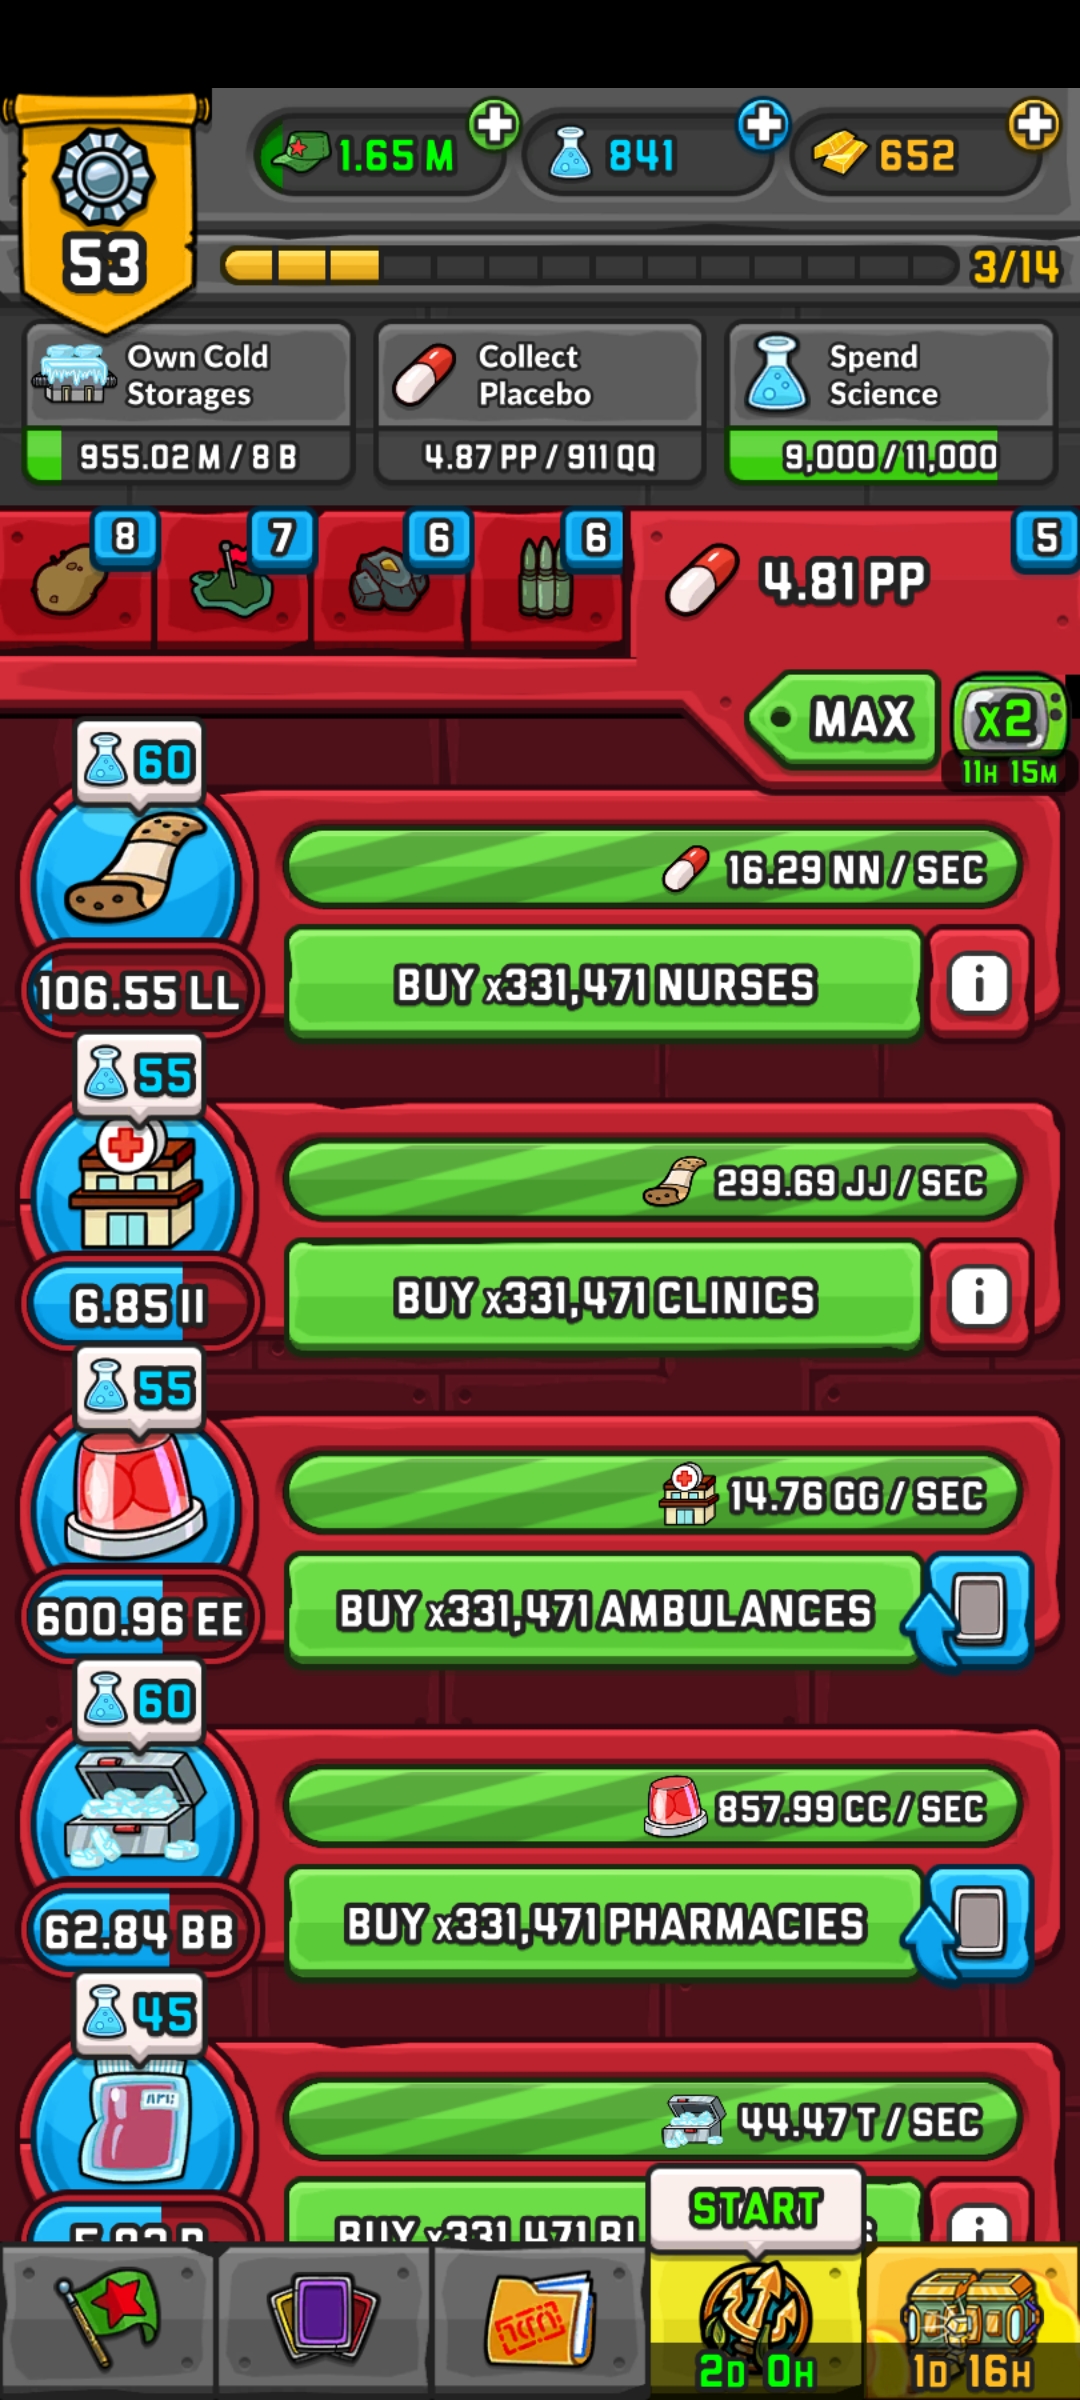 53
1.65 M
841
652
3/14
Own Cold
Storages
955.02 M / 8 B
Collect
Placebo
4.87 PP / 911 QQ
Spend
Science
9,000 / 11,000
8
7
6
6
4.81 PP
5
MAX
x2
11H 15M
60
16.29 NN / SEC
106.55 LL
BUY x331,471 NURSES
55
299.69 JJ / SEC
6.85 II
BUY x331,471 CLINICS
55
14.76 GG / SEC
600.96 EE
BUY x331,471 AMBULANCES
60
857.99 CC / SEC
62.84 BB
BUY x331,471 PHARMACIES
45
44.47 T / SEC
BUY x331,471
START
2D 0H
1D 16H